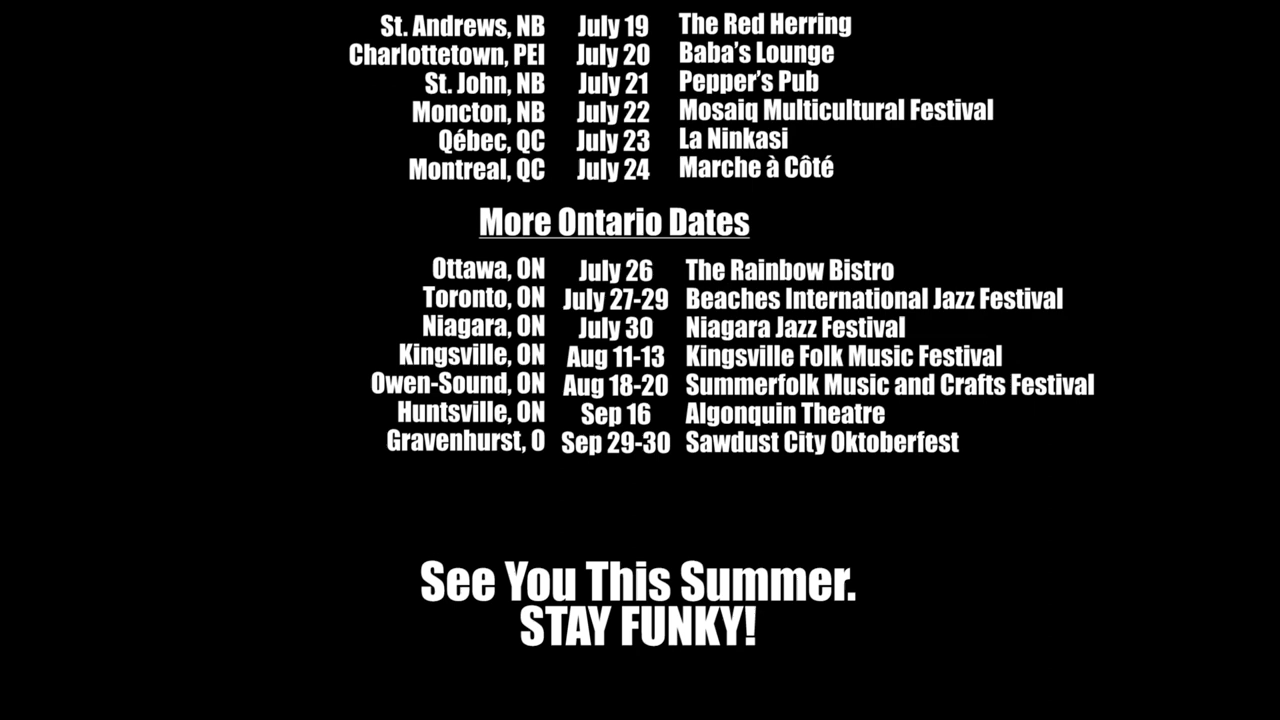 St. Andrews, NB July 19 The Red Herring
Charlottetown, PEI July 20 Baba's Lounge
St. John, NB July 21 Pepper's Pub
Moncton, NB July 22 Mosaiq Multicultural Festival
Qébec, QC July 23 La Ninkasi
Montreal, QC July 24 Marche à Côté
More Ontario Dates
Ottawa, ON July 26 The Rainbow Bistro
Toronto, ON July 27-29 Beaches International Jazz Festival
Niagara, ON July 30 Niagara Jazz Festival
Kingsville, ON Aug 11-13 Kingsville Folk Music Festival
Owen-Sound, ON Aug 18-20 Summerfolk Music and Crafts Festival
Huntsville, ON Sep 16 Algonquin Theatre
Gravenhurst, O Sep 29-30 Sawdust City Oktoberfest
See You This Summer.
STAY FUNKY!